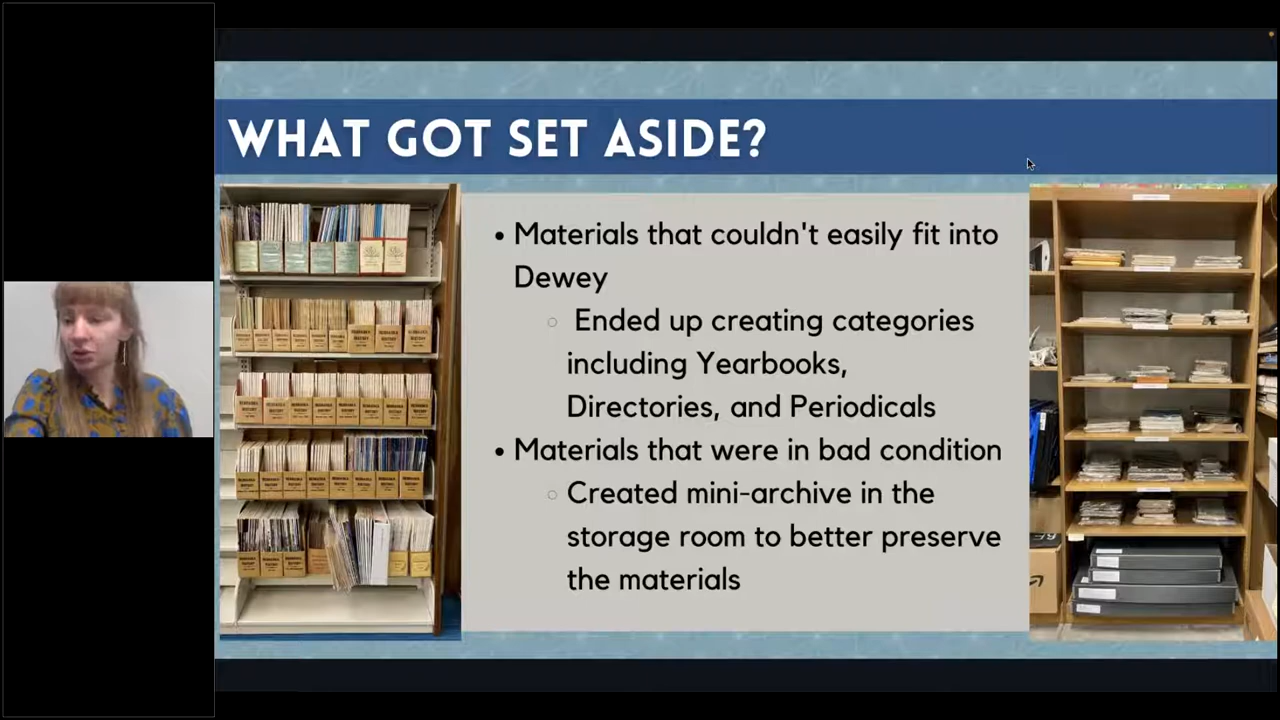 WHAT GOT SET ASIDE?
• Materials that couldn't easily fit into
Dewey
○ Ended up creating categories
including Yearbooks,
Directories, and Periodicals
• Materials that were in bad condition
○ Created mini-archive in the
storage room to better preserve
the materials